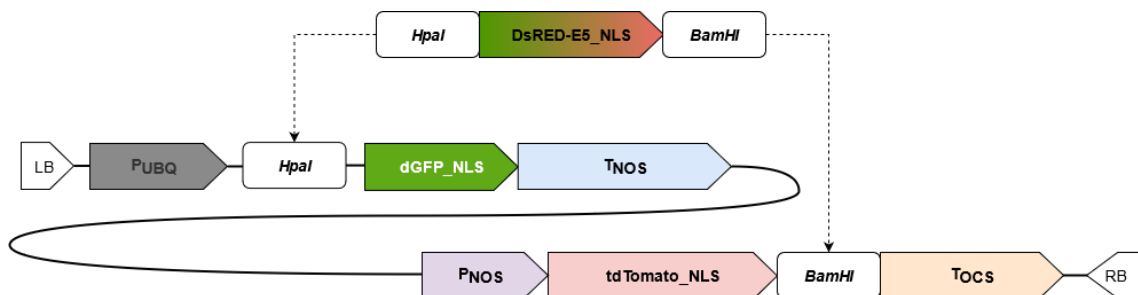 HpaI DsRED-E5_NLS BamHI
LB PUBQ HpaI dGFP_NLS TNOS
PNOS tdTomato_NLS BamHI TOCS RB